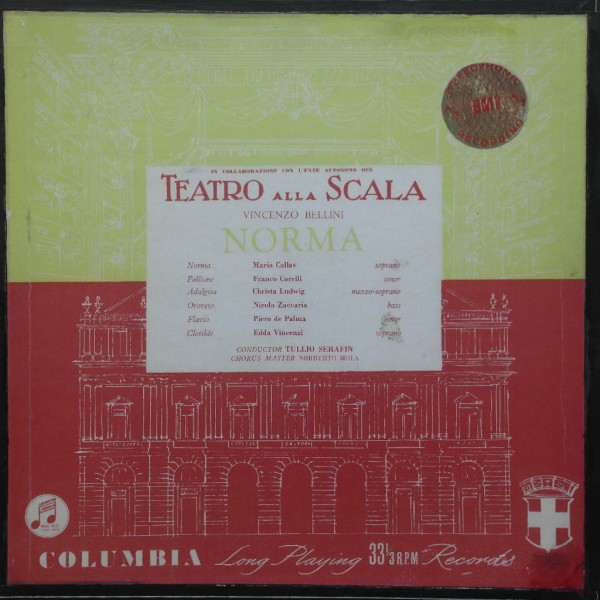 STEREOPHONIC
EMI
RECORDING
IN COLLABORAZIONE CON L'ENTE AUTONOMO DEL
TEATRO ALLA SCALA
VINCENZO BELLINI
NORMA
Norma Maria Callas soprano
Pollione Franco Corelli tenor
Adalgisa Christa Ludwig mezzo-soprano
Oroveso Nicola Zaccaria bass
Flavio Piero de Palma tenor
Clotilde Edda Vincenzi soprano
CONDUCTOR TULLIO SERAFIN
CHORUS MASTER NORBERTO MOLA
COLUMBIA Long Playing 33 1/3 R.P.M. Records